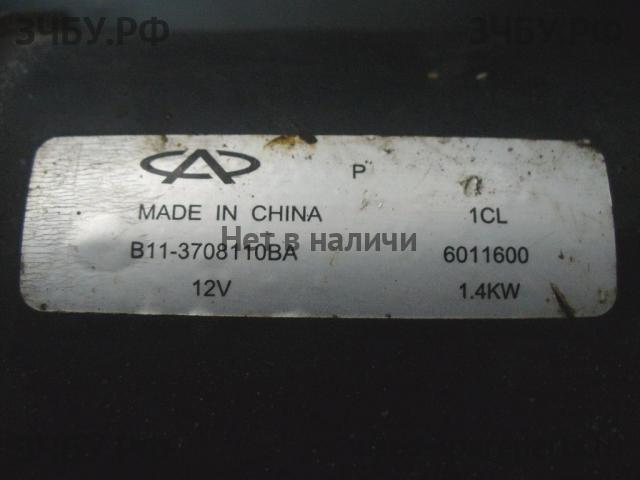 ЗЧБУ.РФ
ЗЧБУ.РФ
P
MADE IN CHINA 1CL
Нет в наличи
B11-3708110BA 6011600
12V 1.4KW